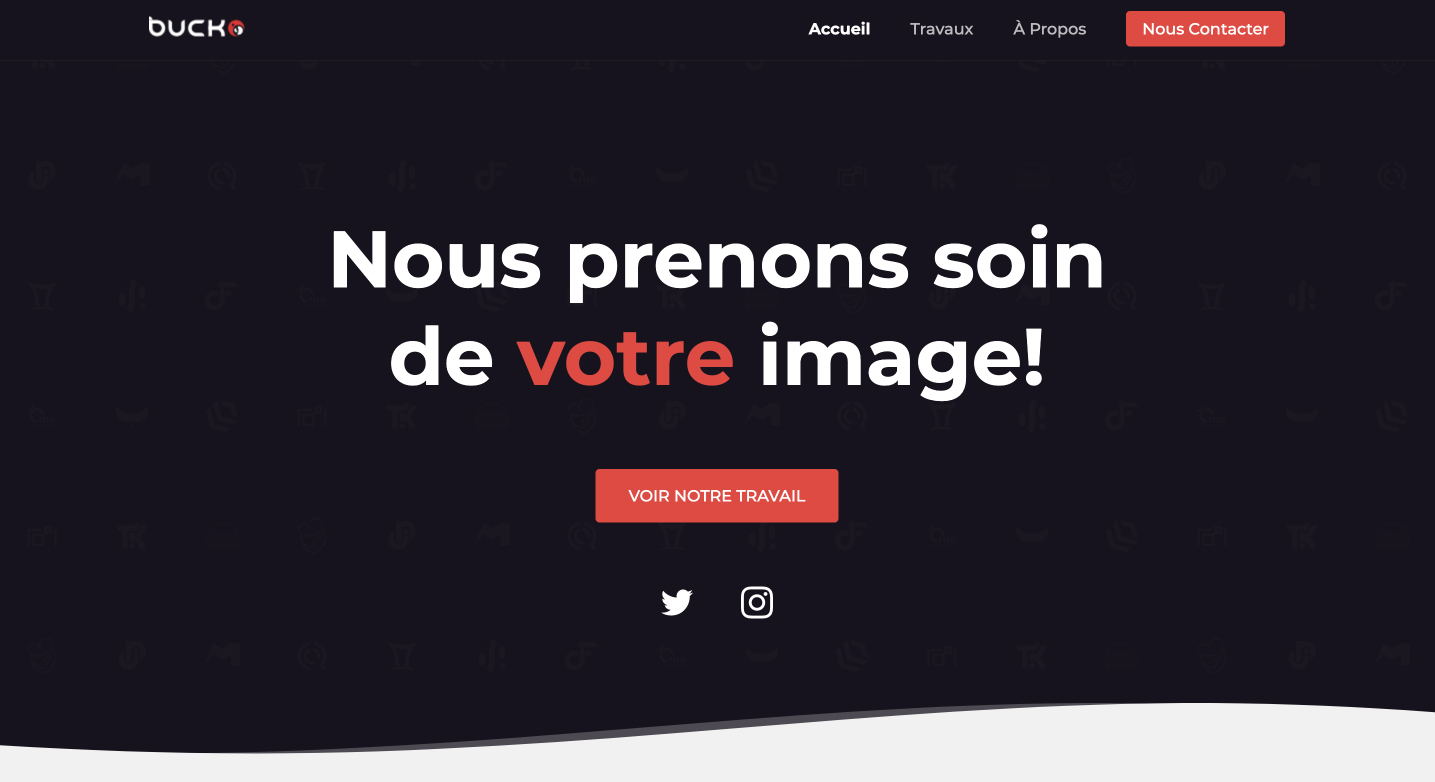 bucko
Accueil
Travaux
À Propos
Nous Contacter
Nous prenons soin
de votre image!
VOIR NOTRE TRAVAIL